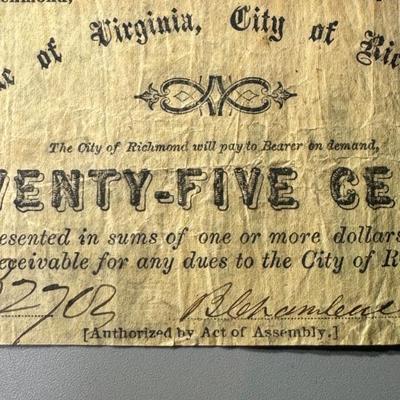 of Virginia, City of Ric
The City of Richmond will pay to Bearer on demand,
WENTY-FIVE CE
esented in sums of one or more dollars
eceivable for any dues to the City of R
2702
[Authorized by Act of Assembly.]